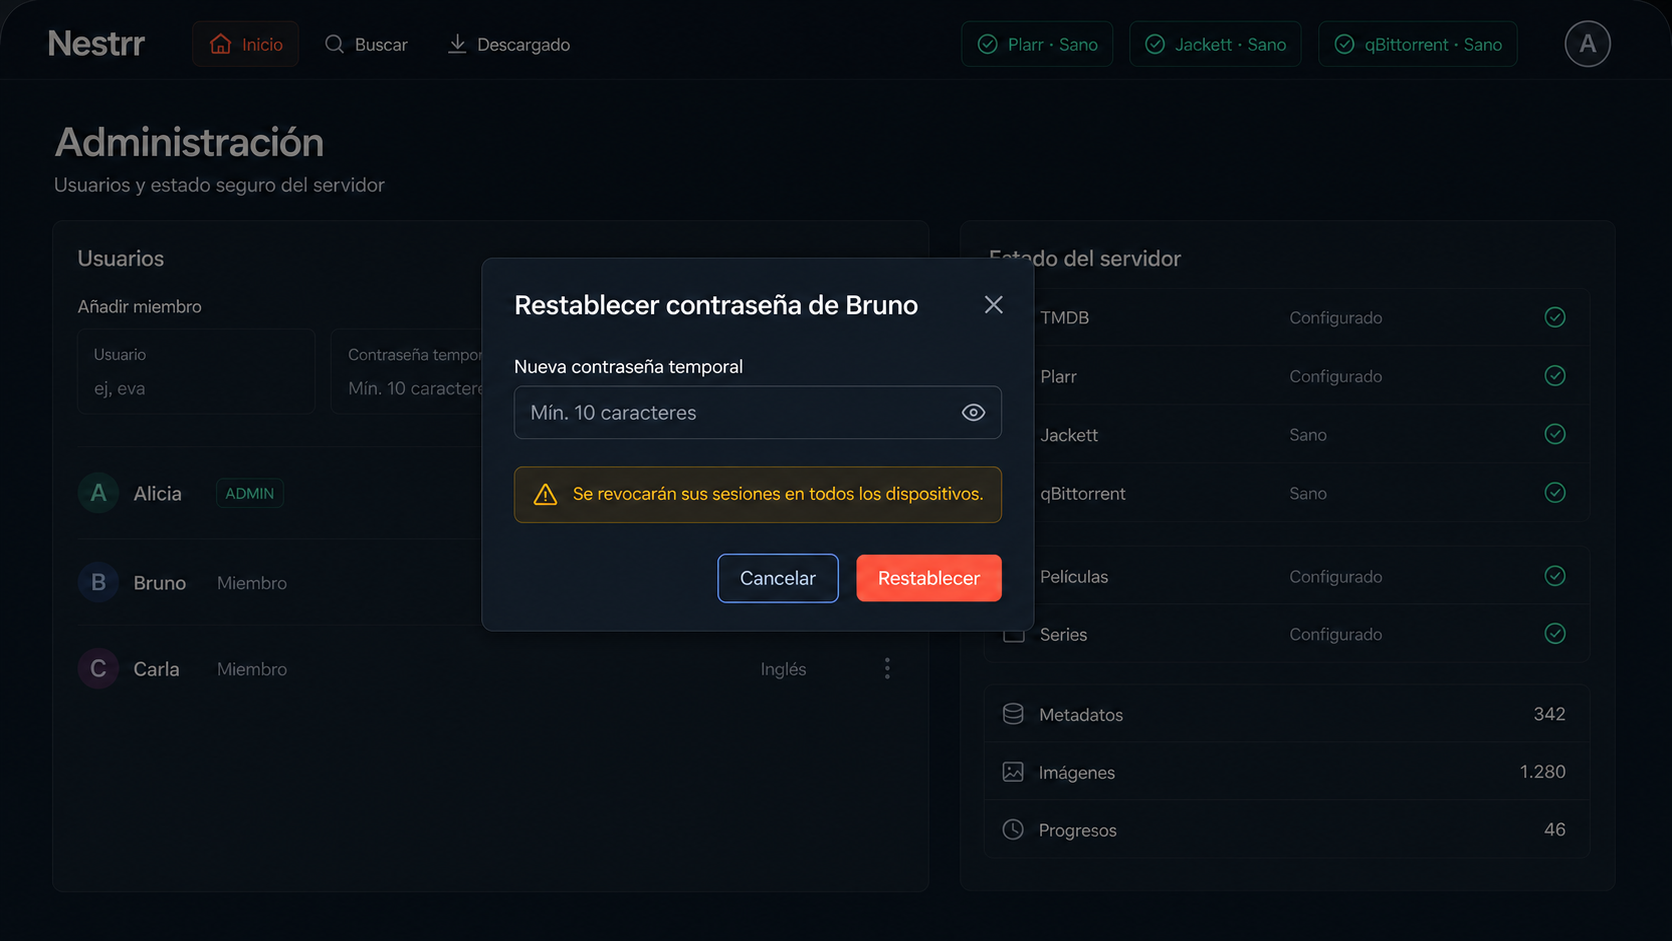 Nestrr
Inicio
Buscar
Descargado
Plarr · Sano
Jackett · Sano
qBittorrent · Sano
A
Administración
Usuarios y estado seguro del servidor
Usuarios
Añadir miembro
Usuario
ej, eva
Contraseña tempor
Mín. 10 caractere
A Alicia ADMIN
B Bruno Miembro
C Carla Miembro Inglés
Restablecer contraseña de Bruno
Nueva contraseña temporal
Mín. 10 caracteres
Se revocarán sus sesiones en todos los dispositivos.
Cancelar
Restablecer
Estado del servidor
TMDB Configurado
Plarr Configurado
Jackett Sano
qBittorrent Sano
Películas Configurado
Series Configurado
Metadatos 342
Imágenes 1.280
Progresos 46